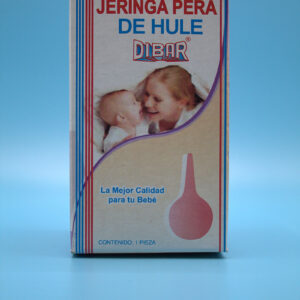 JERINGA PERA
DE HULE
DIBAR®
La Mejor Calidad
para tu Bebé
CONTENIDO: 1 PIEZA